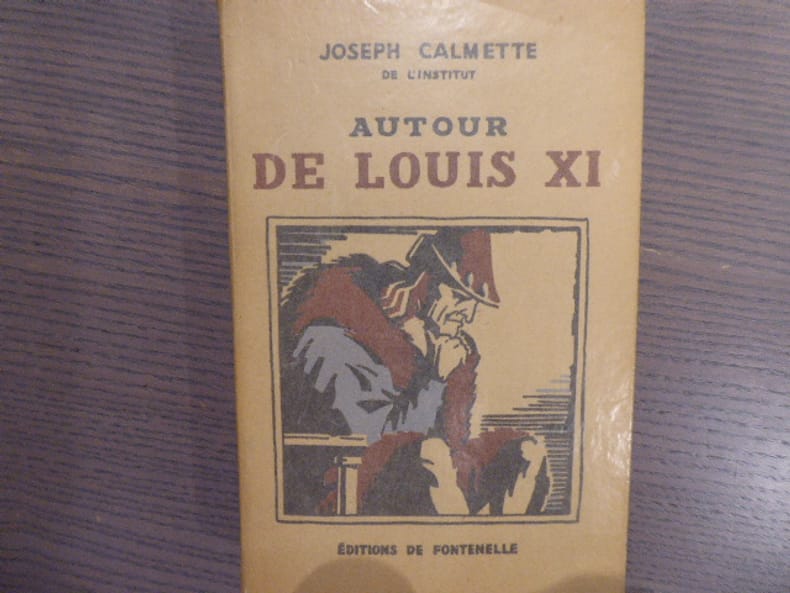 JOSEPH CALMETTE
DE L'INSTITUT
AUTOUR
DE LOUIS XI
ÉDITIONS DE FONTENELLE